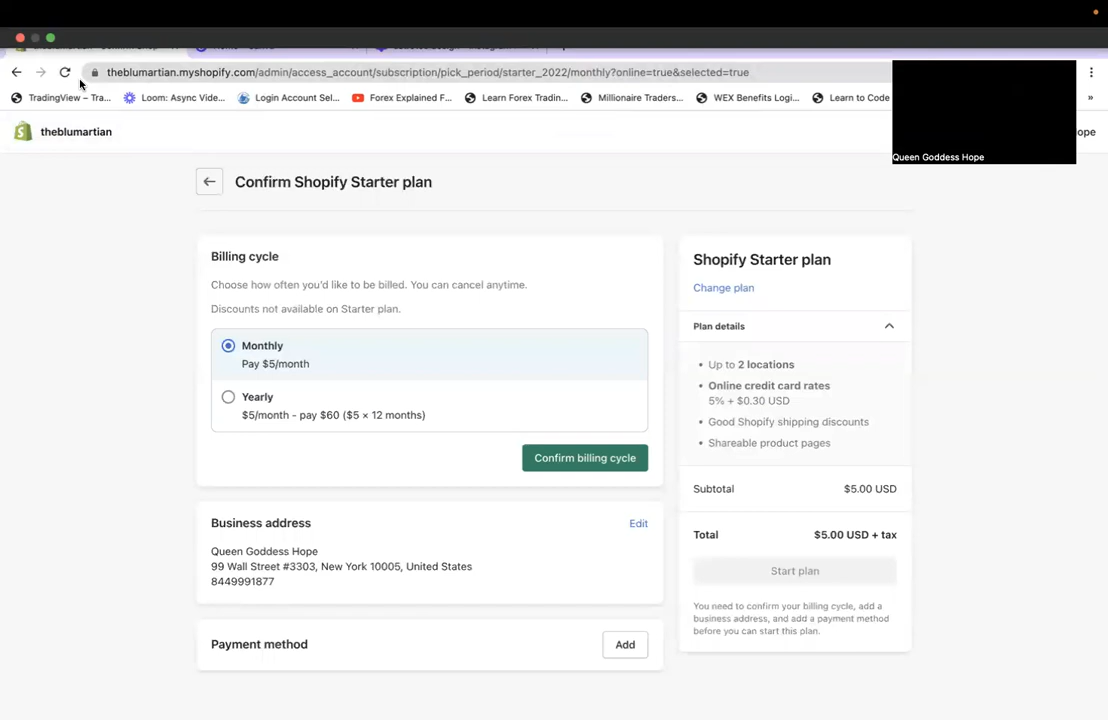 theblumartian.myshopify.com/admin/access_account/subscription/pick_period/starter_2022/monthly?online=true&selected=true
TradingView – Tra...
Loom: Async Vide...
Login Account Sel...
Forex Explained F...
Learn Forex Tradin...
Millionaire Traders...
WEX Benefits Logi...
Learn to Code
»
theblumartian
ope
Queen Goddess Hope
Confirm Shopify Starter plan
Billing cycle
Choose how often you'd like to be billed. You can cancel anytime.
Discounts not available on Starter plan.
Monthly
Pay $5/month
Yearly
$5/month - pay $60 ($5 × 12 months)
Confirm billing cycle
Business address
Edit
Queen Goddess Hope
99 Wall Street #3303, New York 10005, United States
8449991877
Payment method
Add
Shopify Starter plan
Change plan
Plan details
• Up to 2 locations
• Online credit card rates
5% + $0.30 USD
• Good Shopify shipping discounts
• Shareable product pages
Subtotal $5.00 USD
Total $5.00 USD + tax
Start plan
You need to confirm your billing cycle, add a
business address, and add a payment method
before you can start this plan.